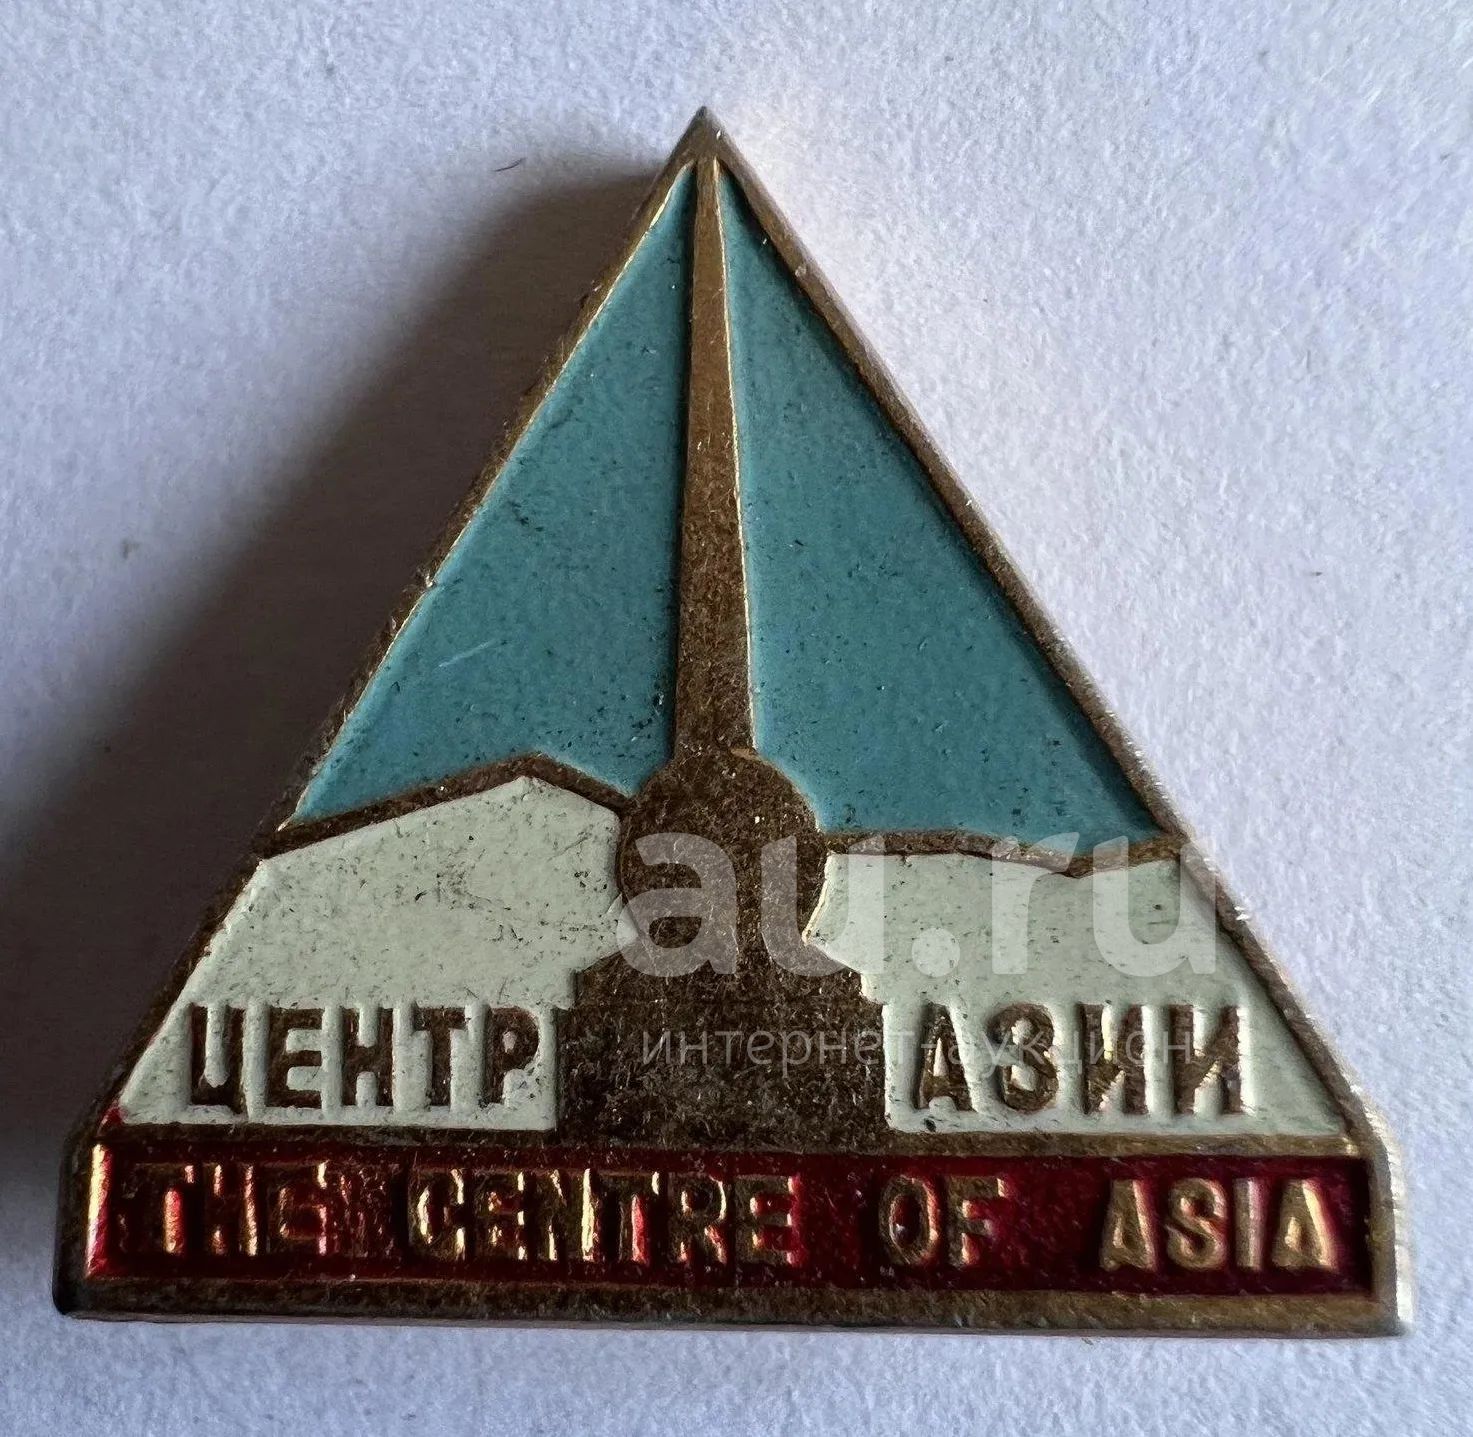 au.ru
интернет-аукцион
ЦЕНТР АЗИИ
THE CENTRE OF ASIA